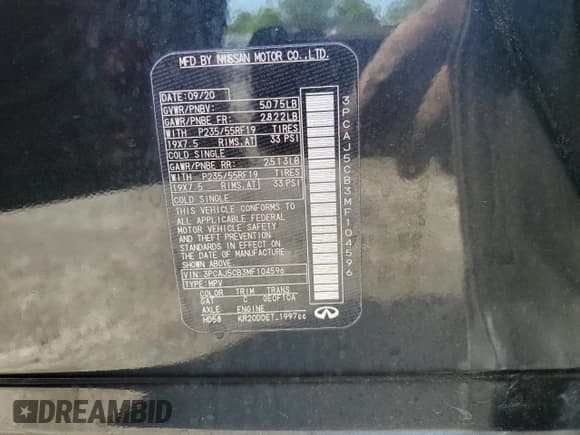 MFD BY NISSAN MOTOR CO.,LTD.
DATE: 09/20
GVWR/PNBV: 5075LB
GAWR/PNBE FR: 2822LB
WITH P235/55RF19 TIRES
19X7.5 RIMS.AT 33 PSI
COLD SINGLE
GAWR/PNBE RR: 2513LB
WITH P235/55RF19 TIRES
19X7.5 RIMS.AT 33 PSI
COLD SINGLE
THIS VEHICLE CONFORMS TO
ALL APPLICABLE FEDERAL
MOTOR VEHICLE SAFETY
AND THEFT PREVENTION
STANDARDS IN EFFECT ON
THE DATE OF MANUFACTURE
SHOWN ABOVE.
VIN: 3PCAJ5CB3MF104596
TYPE: MPV
COLOR TRIM TRANS
GAT C 0E0F10A
AXLE ENGINE
HD58 KR20DDET 1997cc
3PCAJ5CB3MF104596
DREAMBID